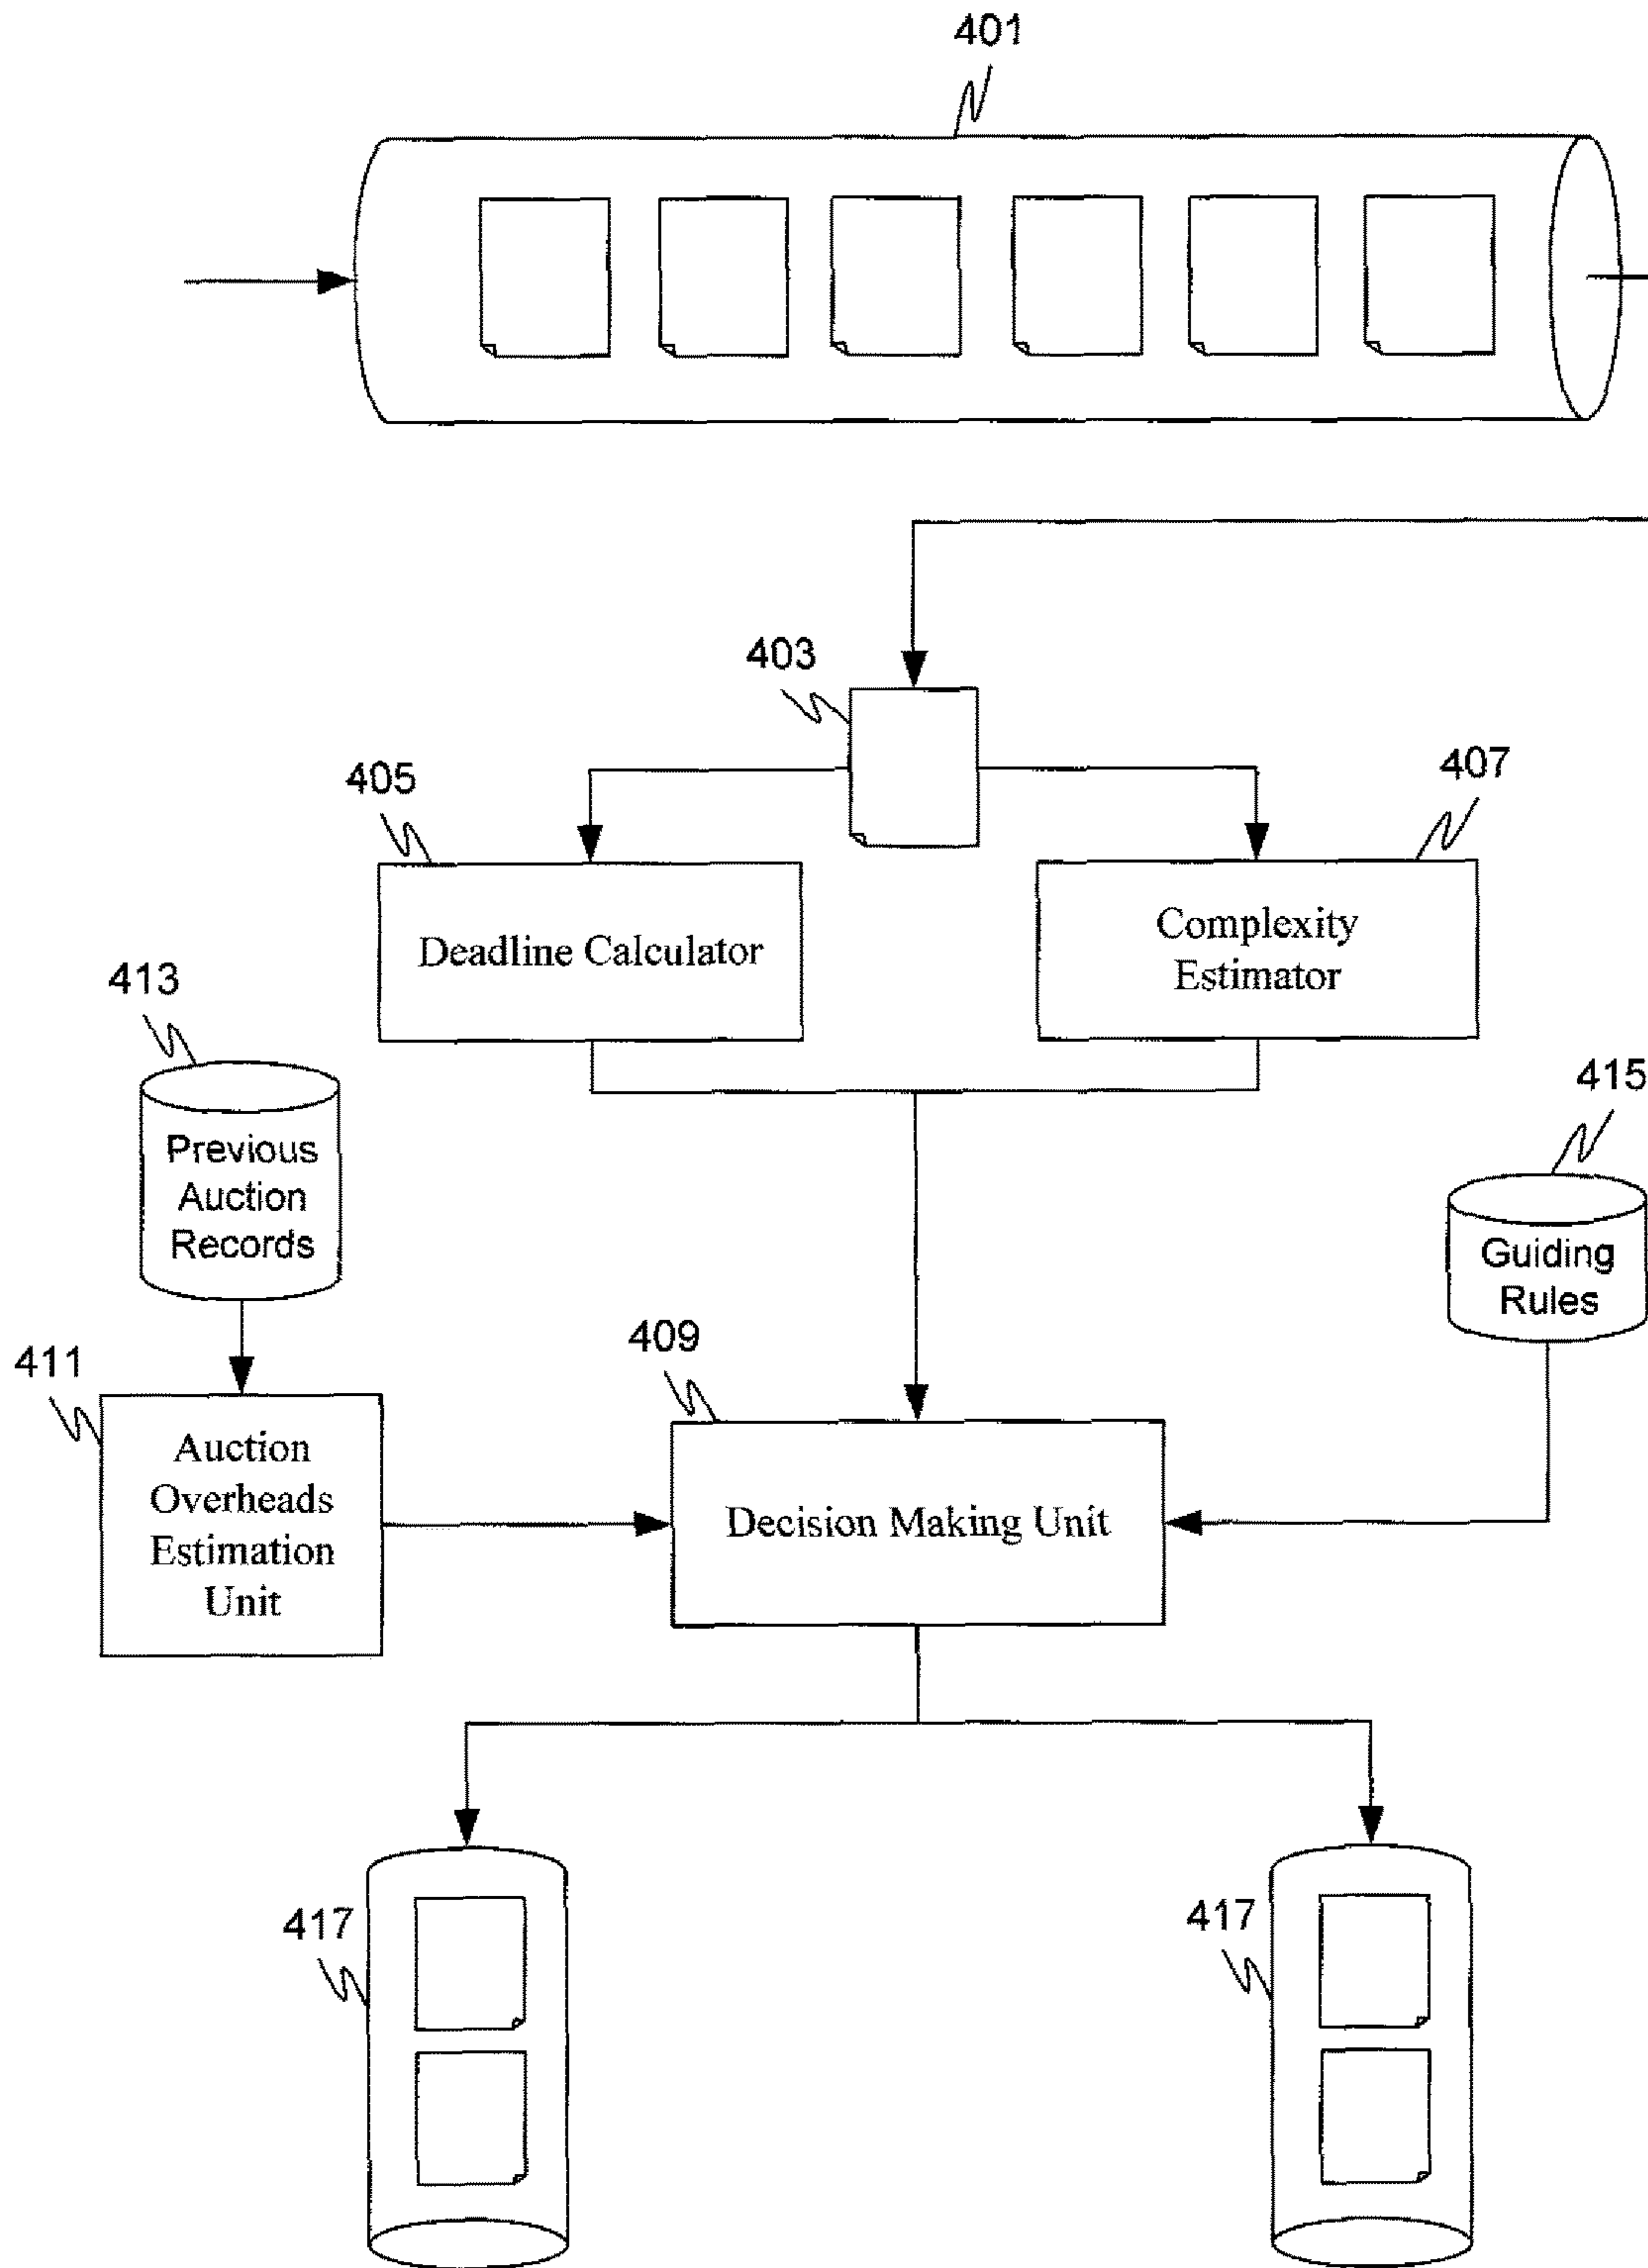 401
403
405
407
Deadline Calculator
Complexity
Estimator
413
415
Previous
Auction
Records
Guiding
Rules
411
409
Auction
Overheads
Estimation
Unit
Decision Making Unit
417
417